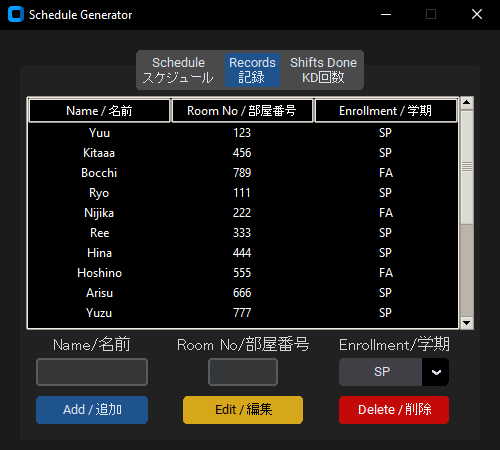 Schedule Generator
Schedule Records Shifts Done
スケジュール 記録 KD回数
Name / 名前 Room No / 部屋番号 Enrollment / 学期
Yuu 123 SP
Kitaaa 456 SP
Bocchi 789 FA
Ryo 111 SP
Nijika 222 FA
Ree 333 SP
Hina 444 SP
Hoshino 555 FA
Arisu 666 SP
Yuzu 777 SP
Name/名前 Room No/部屋番号 Enrollment/学期
SP
Add / 追加 Edit / 編集 Delete / 削除